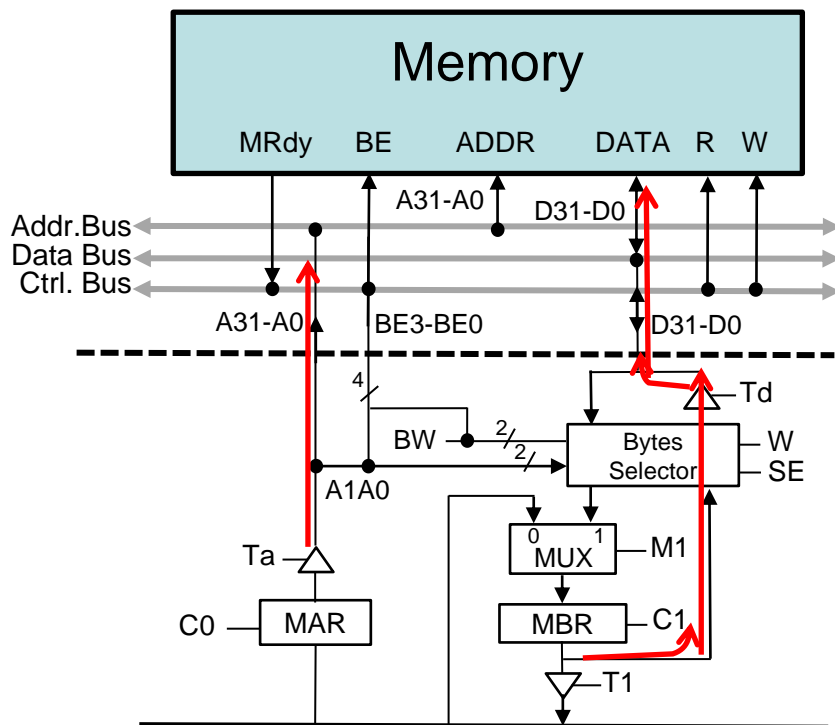 Memory
MRdy BE ADDR DATA R W
A31-A0 D31-D0
Addr.Bus
Data Bus
Ctrl. Bus
A31-A0 BE3-BE0 D31-D0
4 Td
BW 2 2 Bytes Selector W
SE
A1A0
0 1
Ta MUX M1
C0 MAR MBR C1
T1